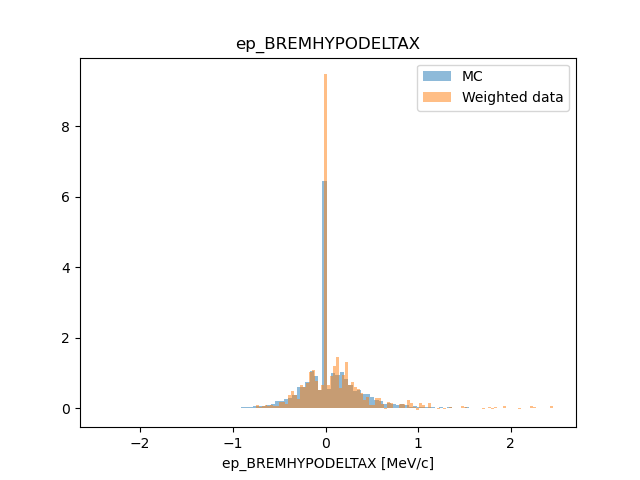 ep_BREMHYPODELTAX
MC
Weighted data
8
6
4
2
0
−2
−1
0
1
2
ep_BREMHYPODELTAX [MeV/c]